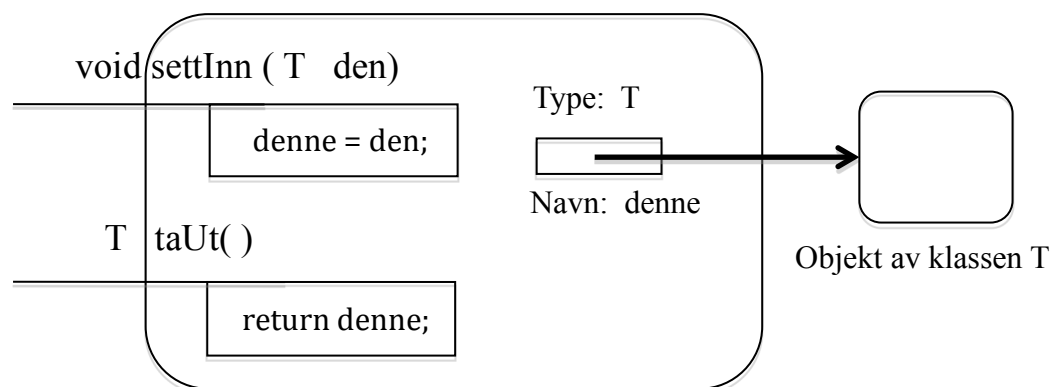 void settInn ( T den)
denne = den;
Type: T
Navn: denne
T taUt( )
return denne;
Objekt av klassen T